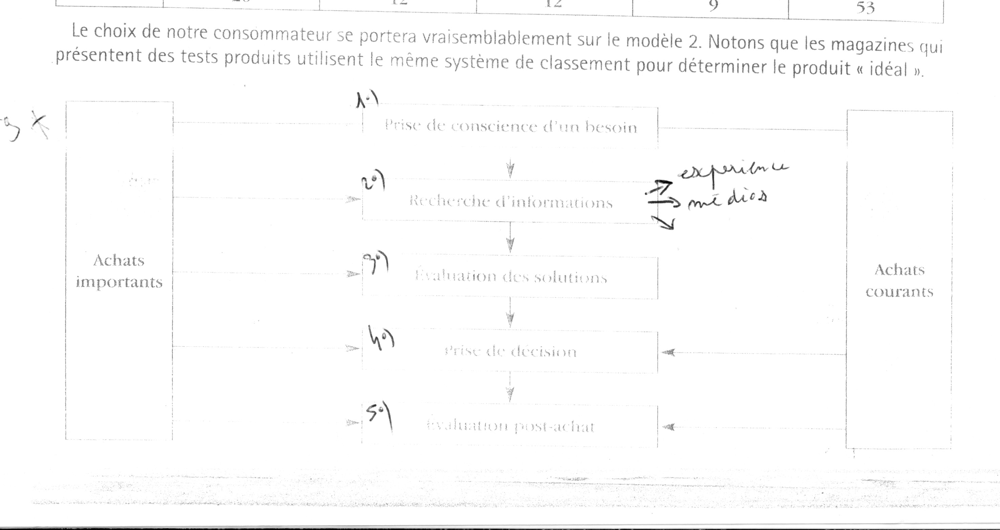 12 12 9 53
Le choix de notre consommateur se portera vraisemblablement sur le modèle 2. Notons que les magazines qui
présentent des tests produits utilisent le même système de classement pour déterminer le produit « idéal ».
1°)
Prise de conscience d'un besoin
2°)
Recherche d'informations
experience
médias
3°)
Évaluation des solutions
Achats
importants
Achats
courants
4°)
Prise de décision
5°)
Évaluation post-achat